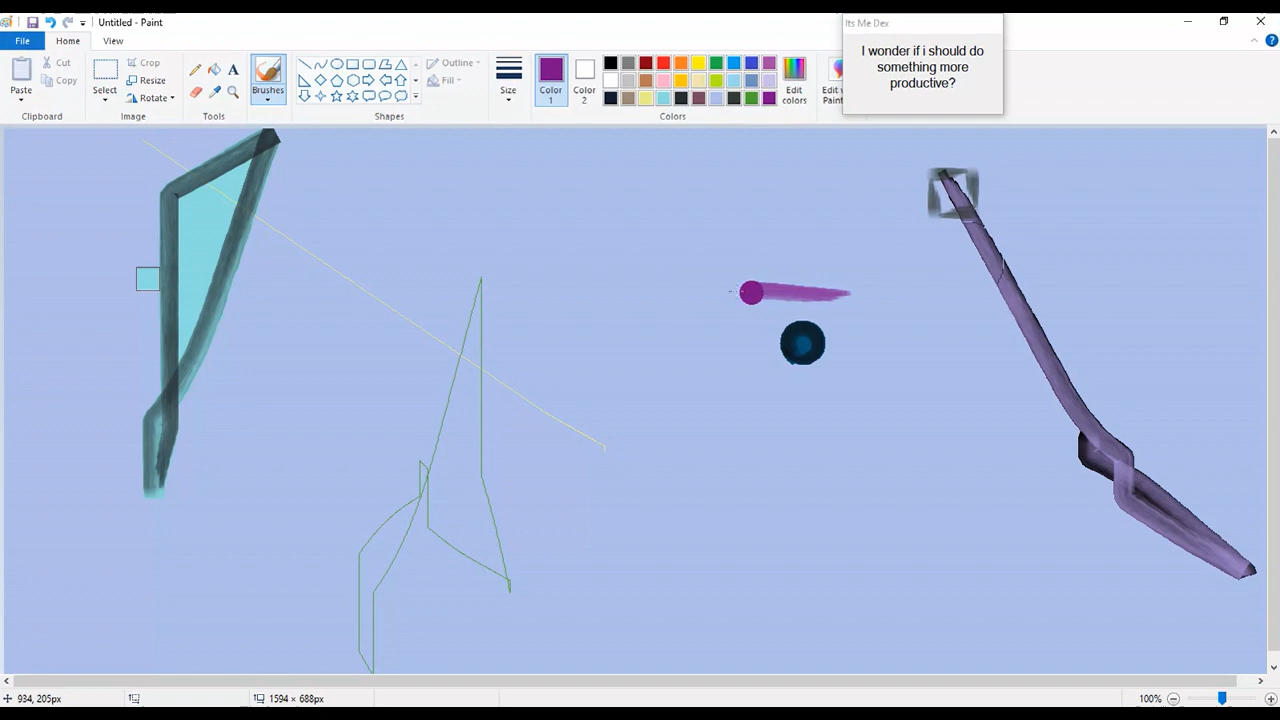 Untitled - Paint
File
Home
View
Paste
Cut
Copy
Clipboard
Select
Crop
Resize
Rotate
Image
A
Tools
Brushes
Shapes
Outline
Fill
Size
Color
1
Color
2
Edit
colors
Edit w
Pain
Colors
Its Me Dex
I wonder if i should do
something more
productive?
934, 205px
1594 × 688px
100%